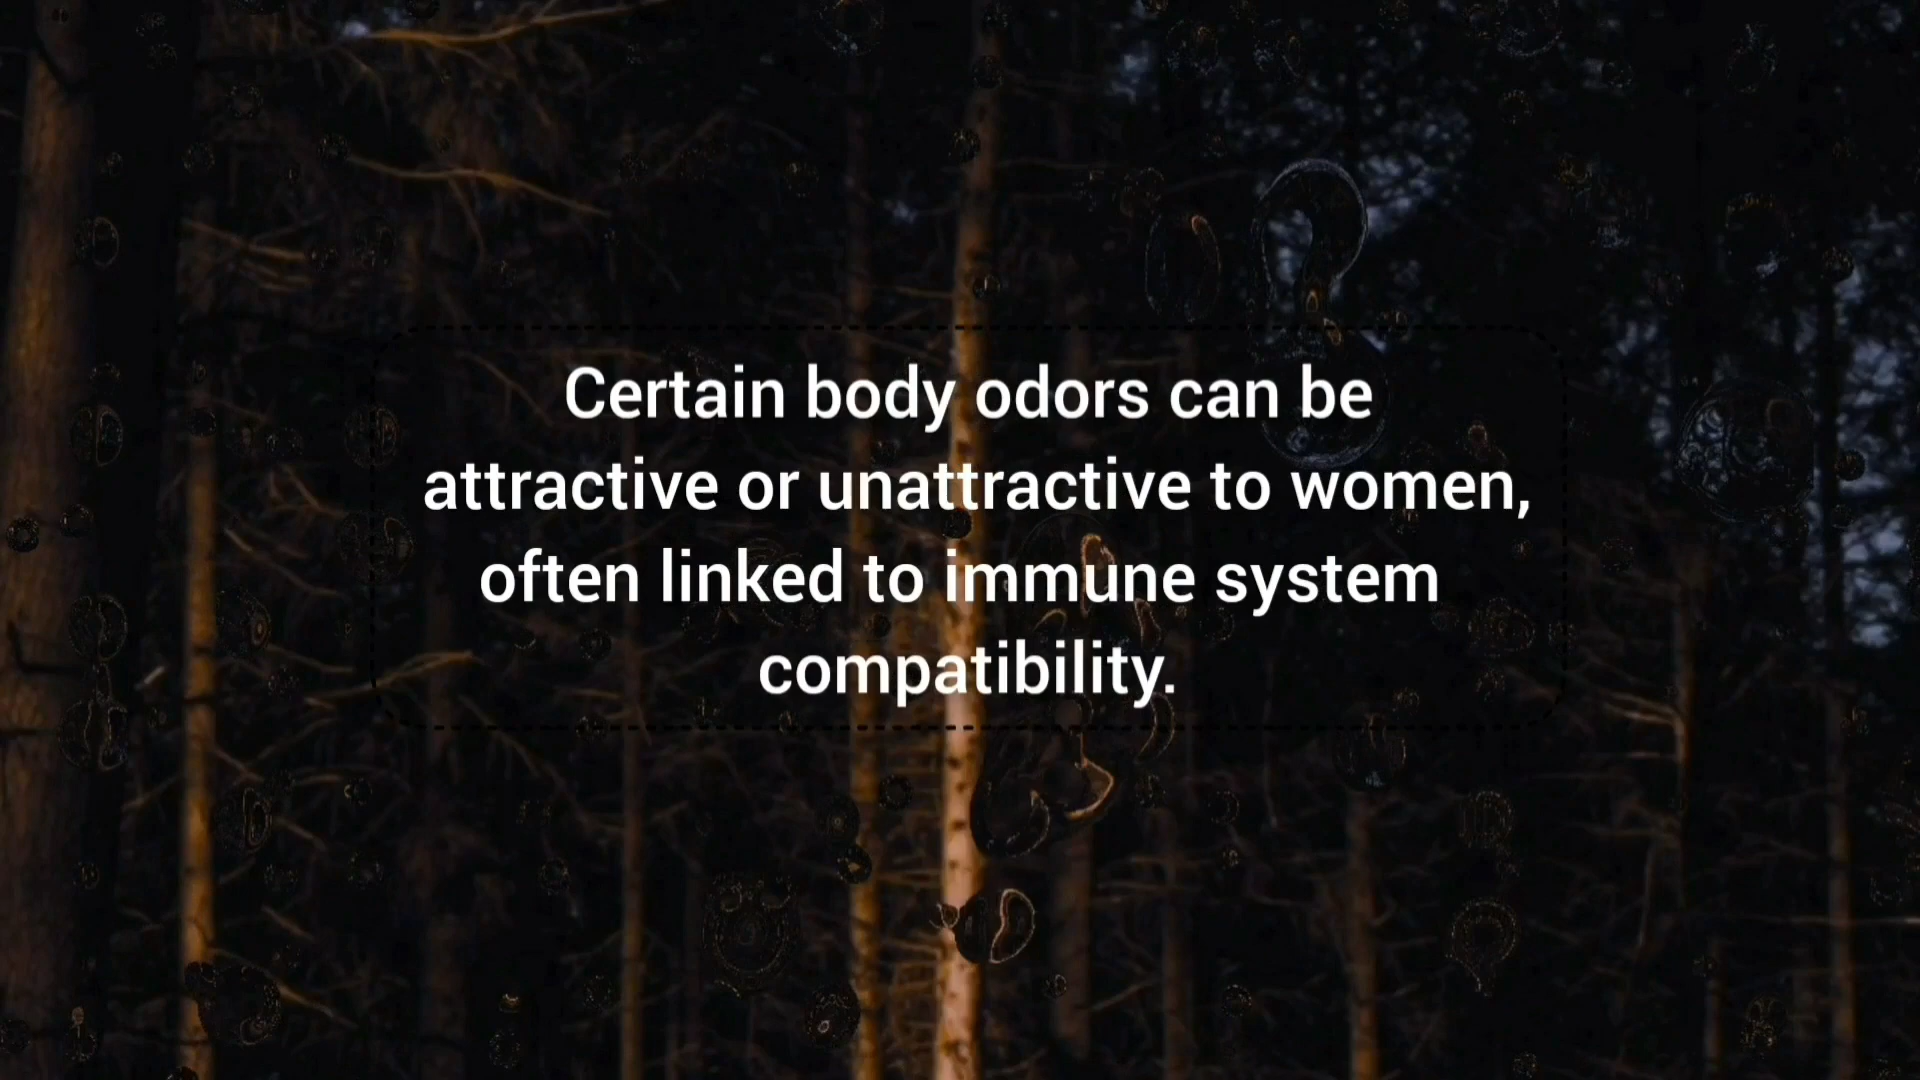 Certain body odors can be
attractive or unattractive to women,
often linked to immune system
compatibility.